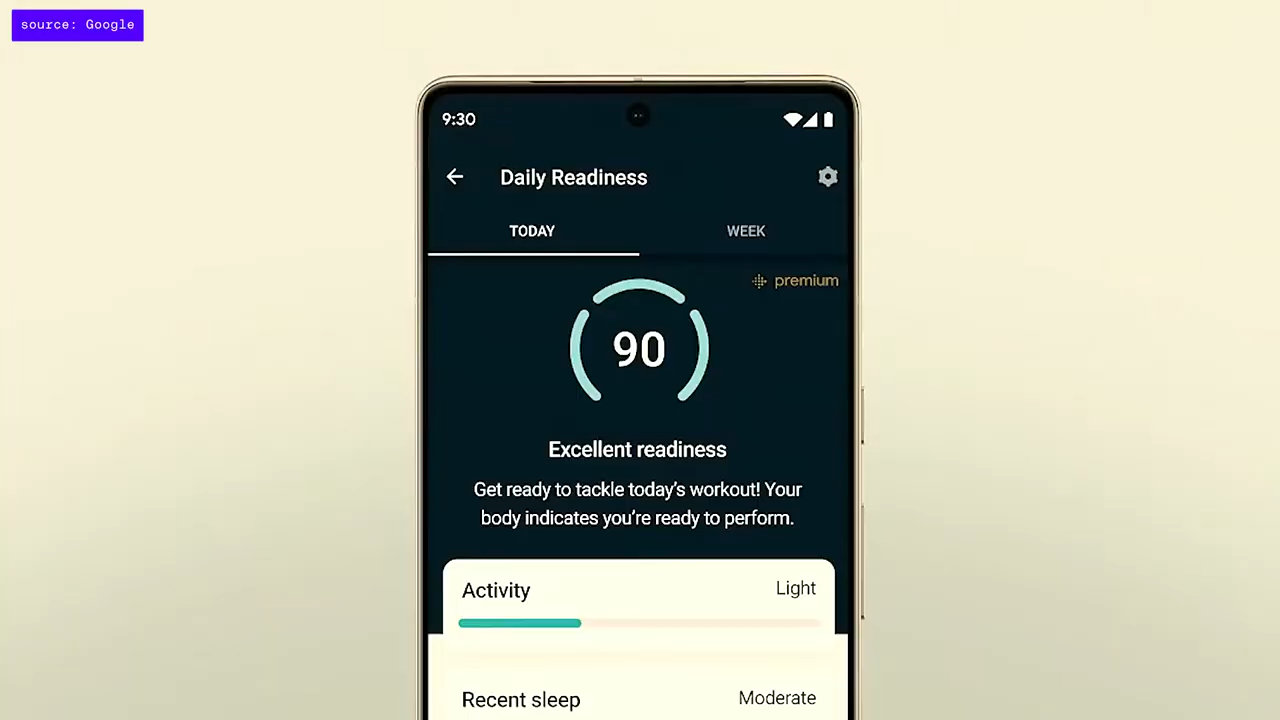 source: Google
9:30
Daily Readiness
TODAY WEEK
premium
90
Excellent readiness
Get ready to tackle today's workout! Your
body indicates you're ready to perform.
Activity Light
Recent sleep Moderate